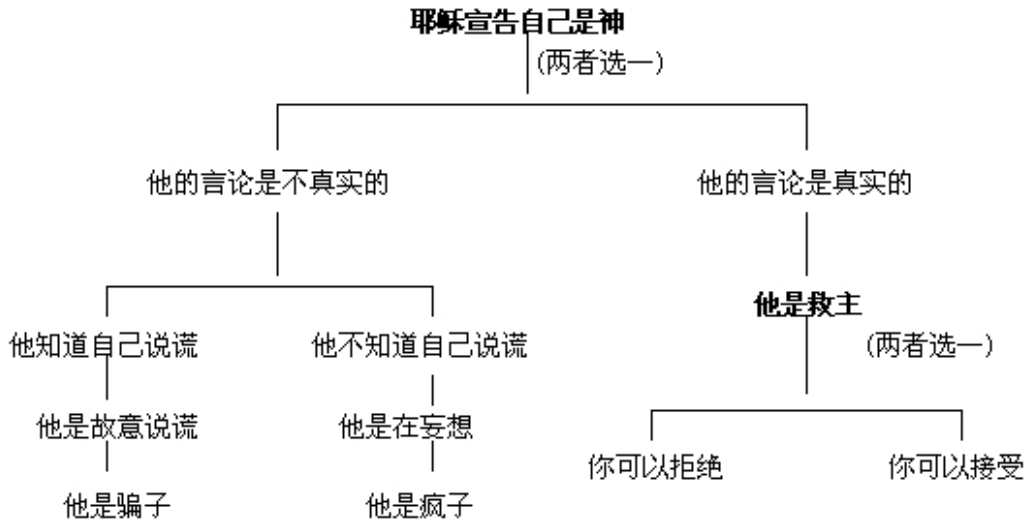 耶稣宣告自己是神
(两者选一)
他的言论是不真实的
他的言论是真实的
他是救主
他知道自己说谎
他不知道自己说谎
(两者选一)
他是故意说谎
他是在妄想
你可以拒绝
你可以接受
他是骗子
他是疯子